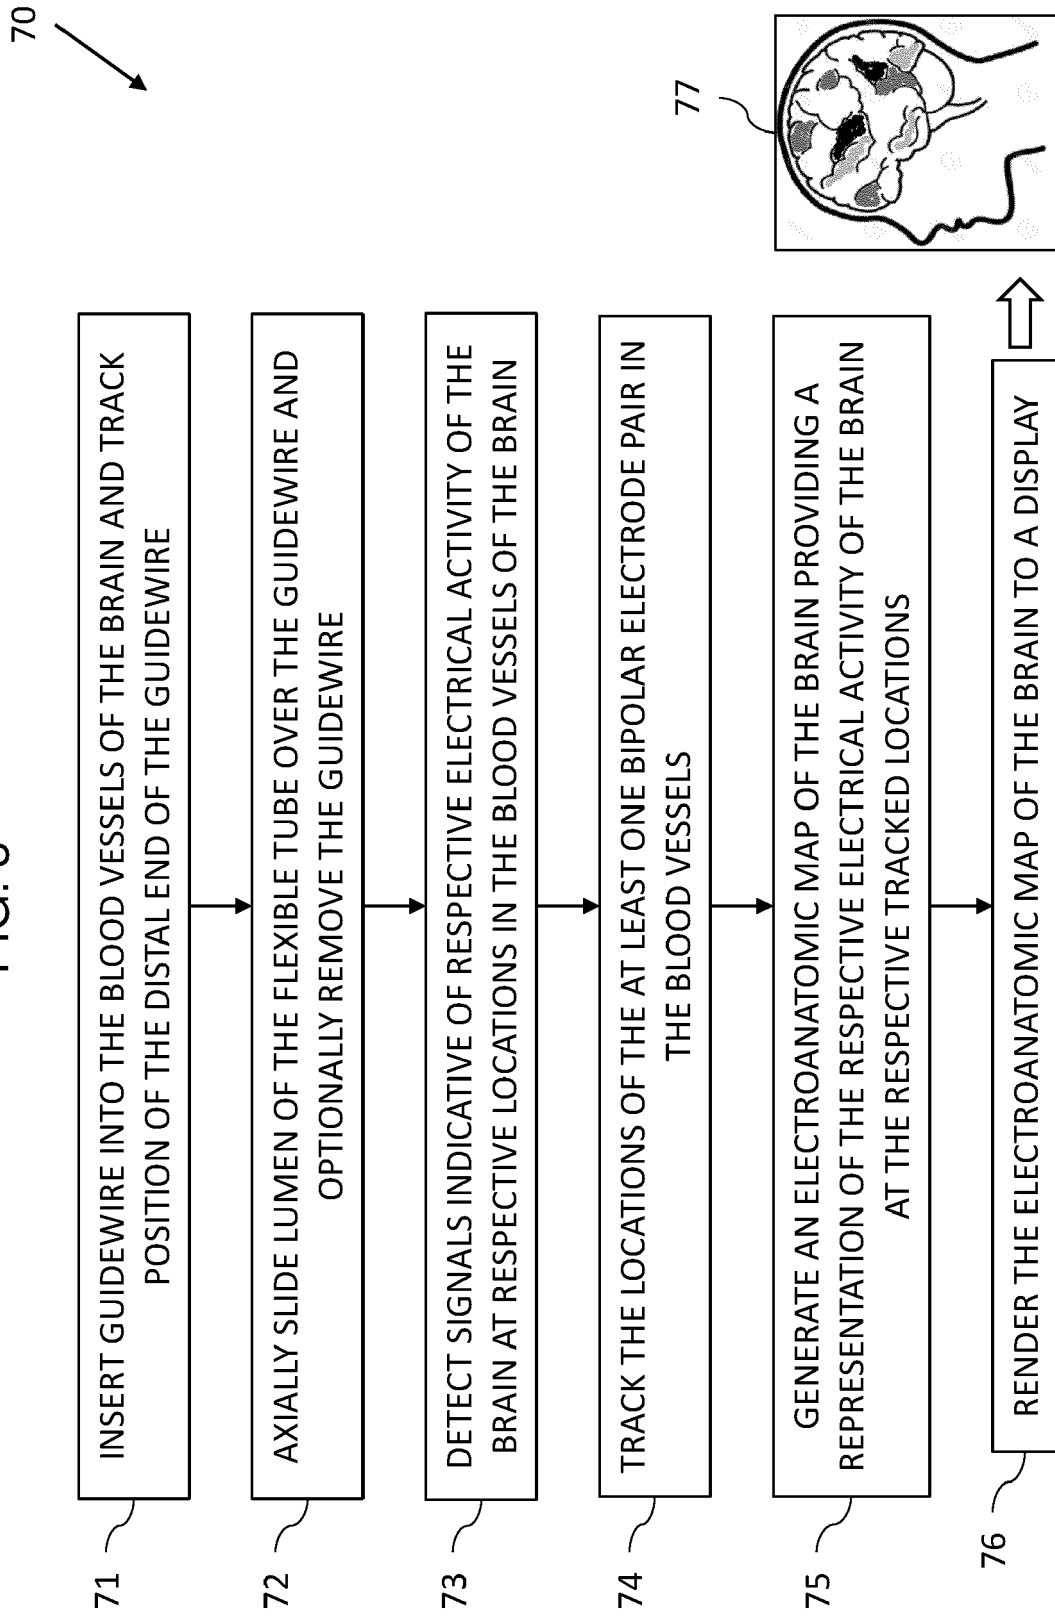 FIG.
70
71
INSERT GUIDEWIRE INTO THE BLOOD VESSELS OF THE BRAIN AND TRACK
POSITION OF THE DISTAL END OF THE GUIDEWIRE
72
AXIALLY SLIDE LUMEN OF THE FLEXIBLE TUBE OVER THE GUIDEWIRE AND
OPTIONALLY REMOVE THE GUIDEWIRE
73
DETECT SIGNALS INDICATIVE OF RESPECTIVE ELECTRICAL ACTIVITY OF THE
BRAIN AT RESPECTIVE LOCATIONS IN THE BLOOD VESSELS OF THE BRAIN
74
TRACK THE LOCATIONS OF THE AT LEAST ONE BIPOLAR ELECTRODE PAIR IN
THE BLOOD VESSELS
77
75
GENERATE AN ELECTROANATOMIC MAP OF THE BRAIN PROVIDING A
REPRESENTATION OF THE RESPECTIVE ELECTRICAL ACTIVITY OF THE BRAIN
AT THE RESPECTIVE TRACKED LOCATIONS
76
RENDER THE ELECTROANATOMIC MAP OF THE BRAIN TO A DISPLAY